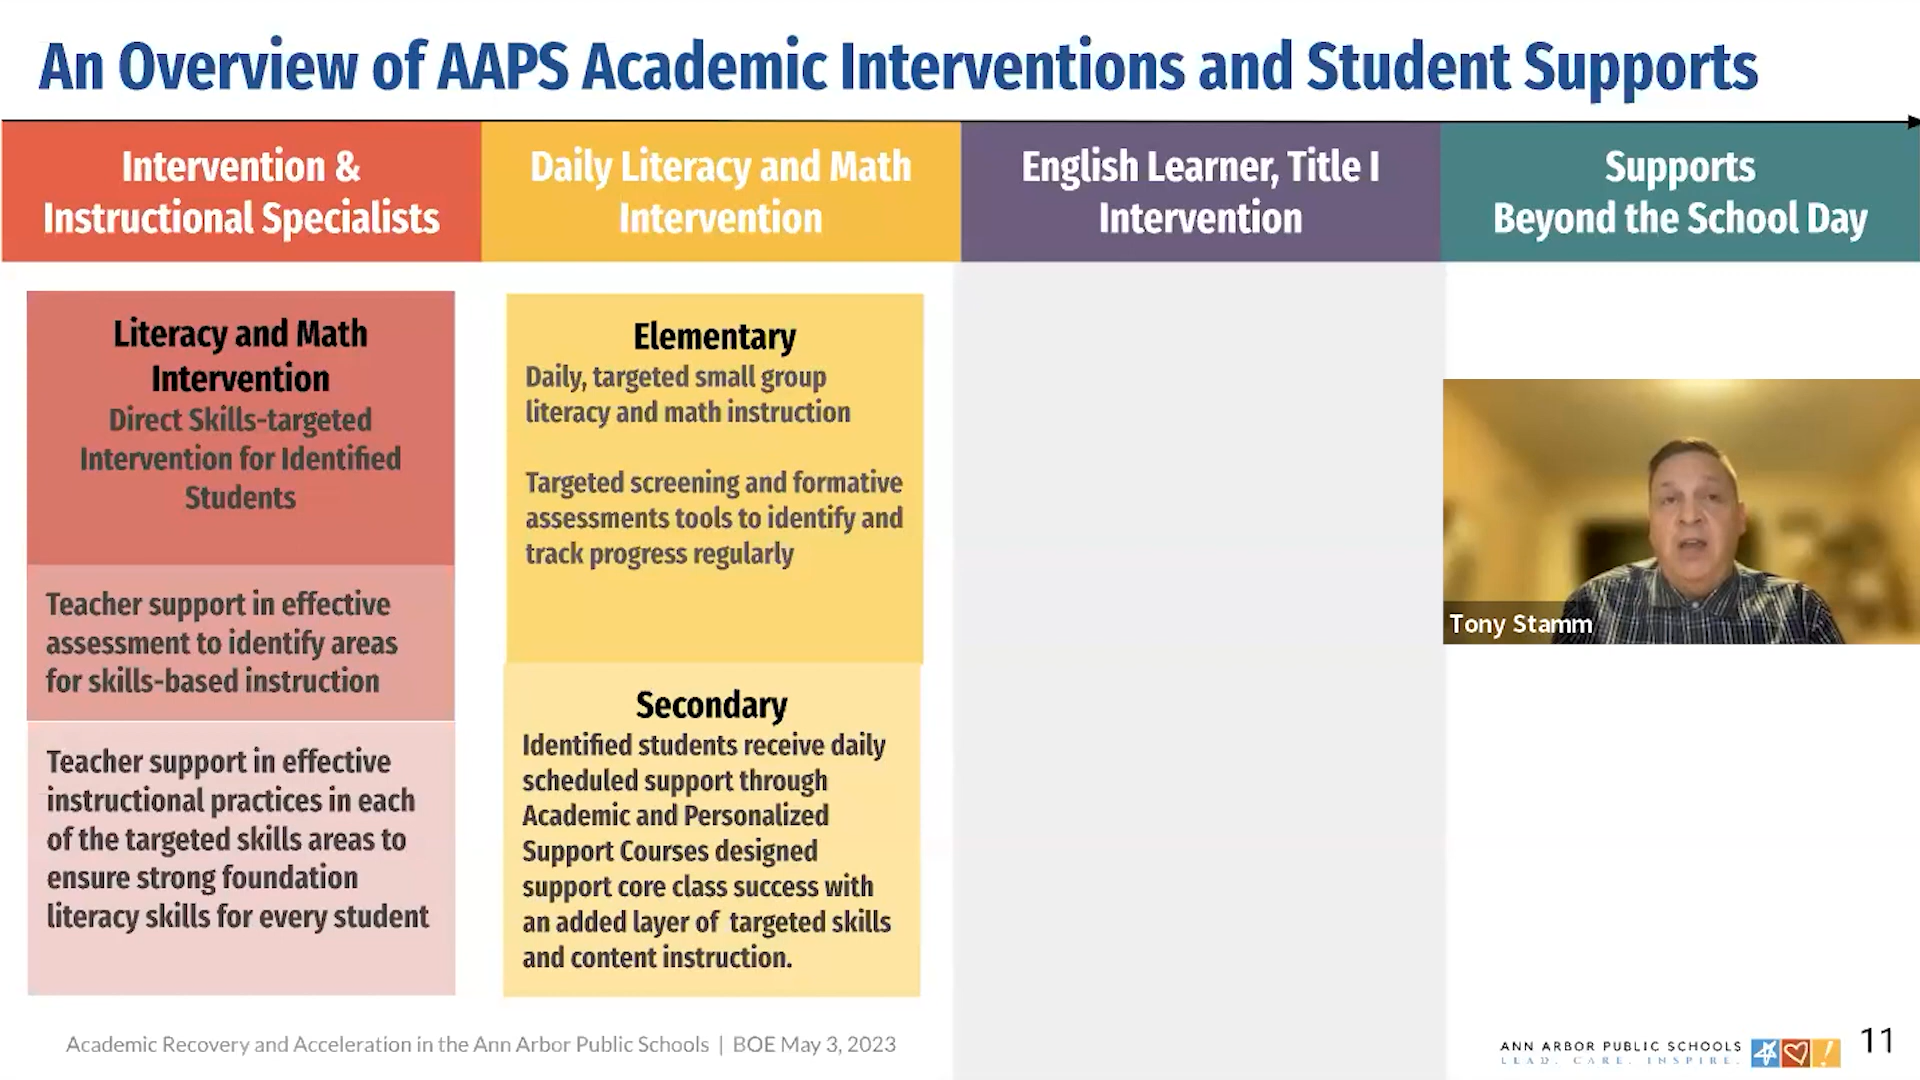 An Overview of AAPS Academic Interventions and Student Supports
Intervention &
Instructional Specialists
Daily Literacy and Math
Intervention
English Learner, Title I
Intervention
Supports
Beyond the School Day
Literacy and Math
Intervention
Direct Skills-targeted
Intervention for Identified
Students
Teacher support in effective
assessment to identify areas
for skills-based instruction
Teacher support in effective
instructional practices in each
of the targeted skills areas to
ensure strong foundation
literacy skills for every student
Elementary
Daily, targeted small group
literacy and math instruction
Targeted screening and formative
assessments tools to identify and
track progress regularly
Secondary
Identified students receive daily
scheduled support through
Academic and Personalized
Support Courses designed
support core class success with
an added layer of targeted skills
and content instruction.
Tony Stamm
Academic Recovery and Acceleration in the Ann Arbor Public Schools | BOE May 3, 2023
ANN ARBOR PUBLIC SCHOOLS
LEAD. CARE. INSPIRE.
11